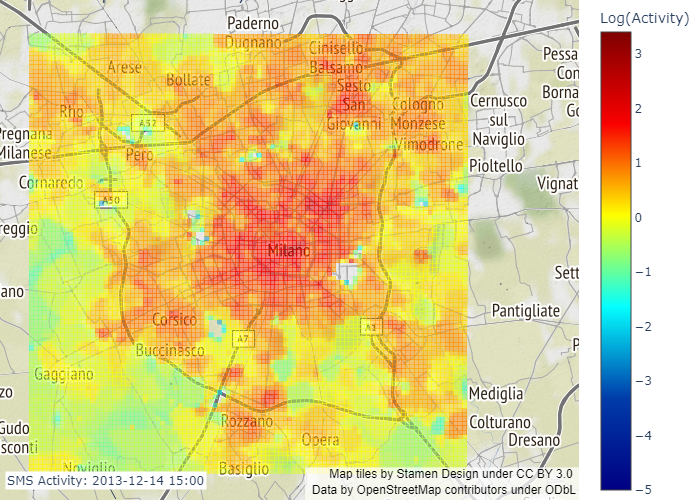 Log(Activity)
3
2
1
0
−1
−2
−3
−4
−5
Paderno
Dugnano
Cinisello
Balsamo
Arese
Bollate
Sesto
San
Giovanni
Rho
A52
Cologno
Monzese
Vimodrone
Pessa
Con
Borna
Go
Cernusco
sul
Naviglio
Pregnana
Milanese
Pero
Pioltello
Cornaredo
Vignat
A50
reggio
Milano
Sett
ano
Corsico
A7
Pantigliate
Buccinasco
Gaggiano
zo
Mediglia
Rozzano
Colturano
Gudo
sconti
Opera
Dresano
Noviglio
Basiglio
SMS Activity: 2013-12-14 15:00
Map tiles by Stamen Design under CC BY 3.0
Data by OpenStreetMap contributors under ODbL